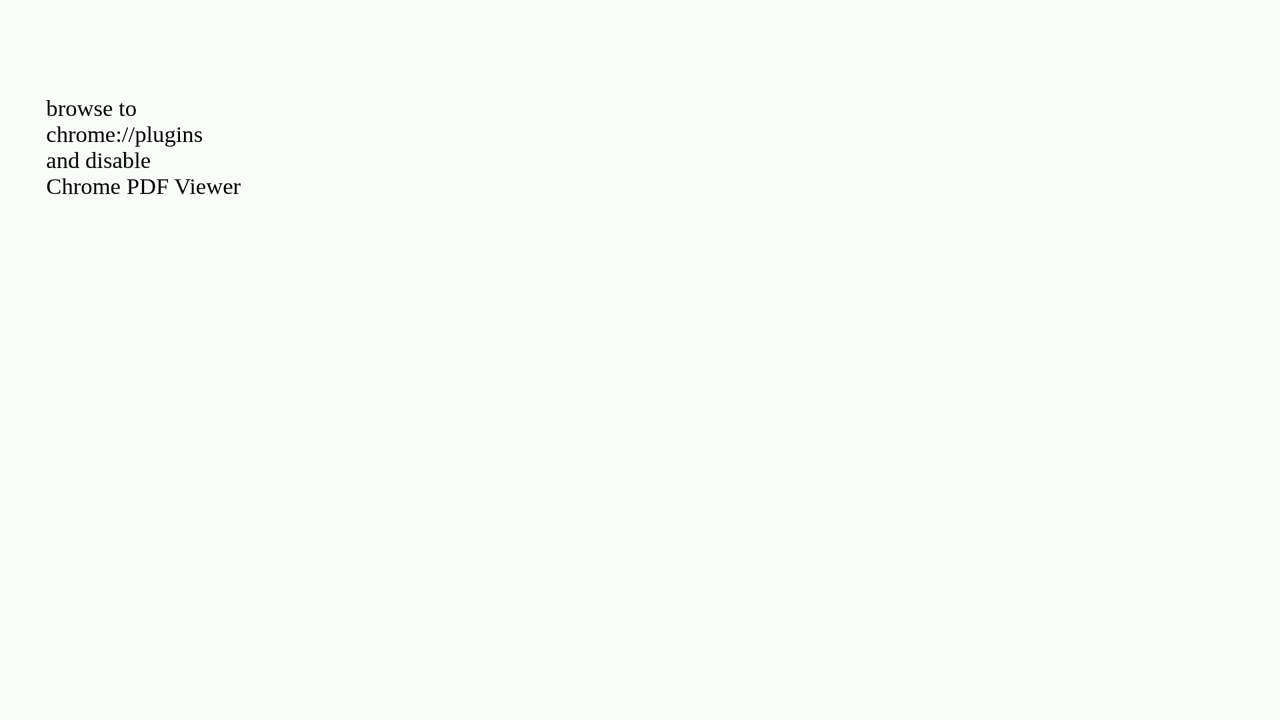 browse to
chrome://plugins
and disable
Chrome PDF Viewer